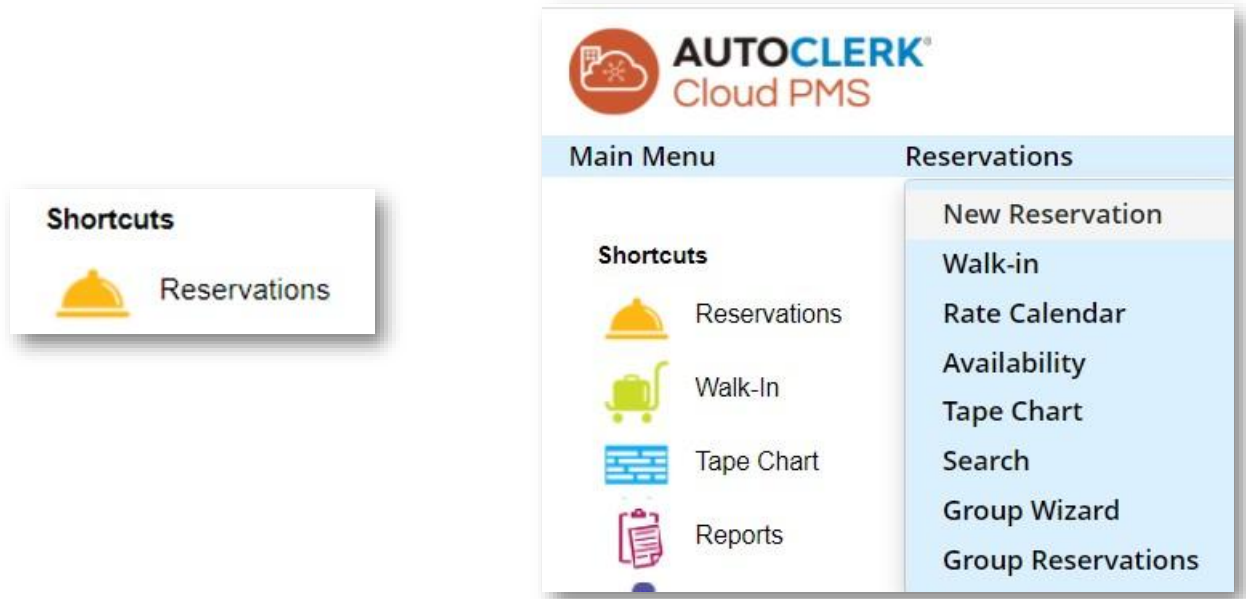 Shortcuts
Reservations
AUTOCLERK®
Cloud PMS
Main Menu
Reservations
Shortcuts
Reservations
Walk-In
Tape Chart
Reports
New Reservation
Walk-in
Rate Calendar
Availability
Tape Chart
Search
Group Wizard
Group Reservations